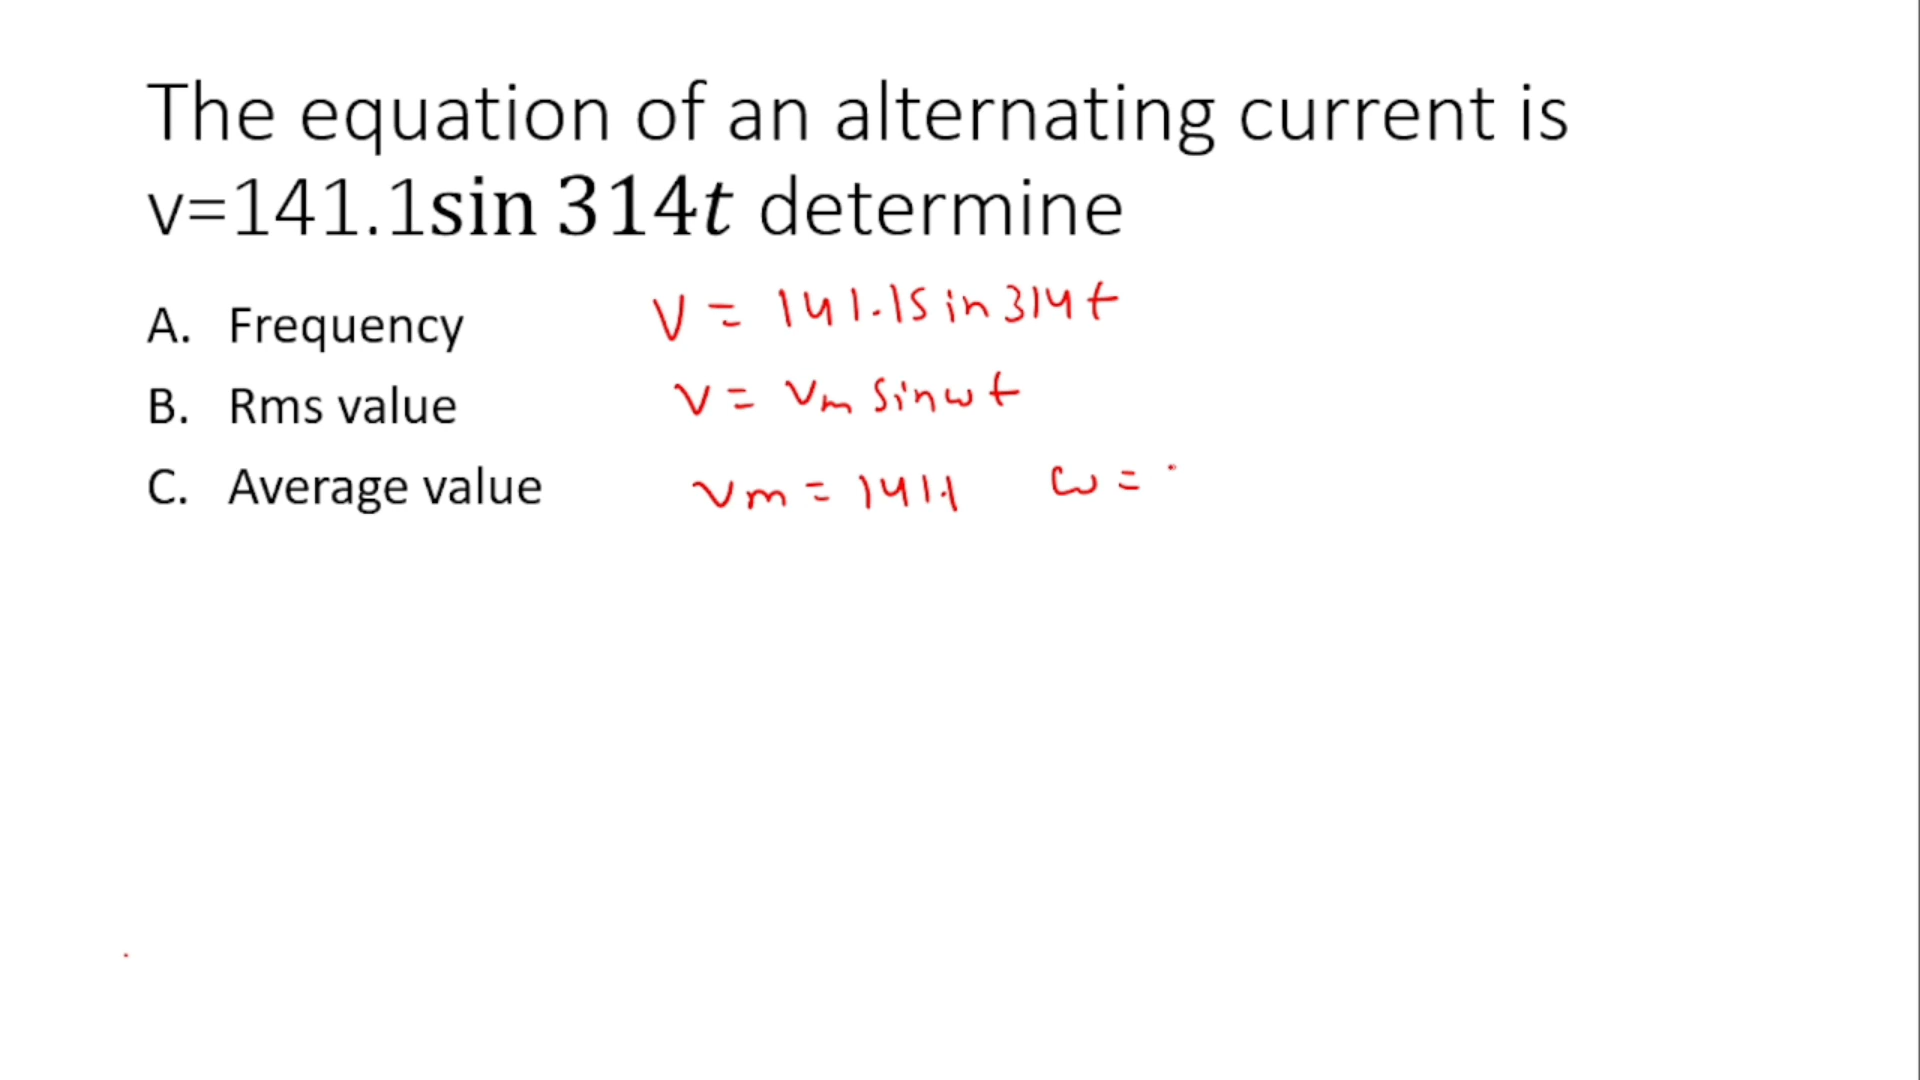 The equation of an alternating current is
v=141.1sin 314t determine
A. Frequency
B. Rms value
C. Average value
V = 141.1Sin314t
v = vm Sinωt
vm = 141.1 ω =